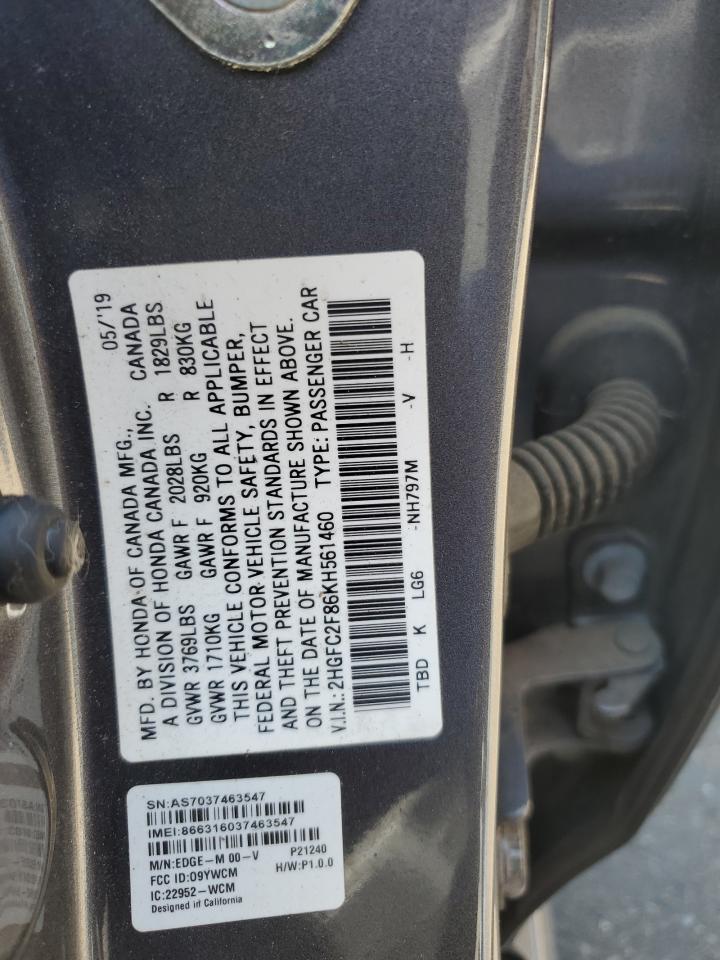 MFD. BY HONDA OF CANADA MFG., 05/'19
A DIVISION OF HONDA CANADA INC. CANADA
GVWR 3769LBS GAWR F 2028LBS R 1829LBS
GVWR 1710KG GAWR F 920KG R 830KG
THIS VEHICLE CONFORMS TO ALL APPLICABLE
FEDERAL MOTOR VEHICLE SAFETY, BUMPER,
AND THEFT PREVENTION STANDARDS IN EFFECT
ON THE DATE OF MANUFACTURE SHOWN ABOVE.
V.I.N.: 2HGFC2F86KH561460 TYPE: PASSENGER CAR
TBD K LG6 -NH797M -V -H
SN:AS7037463547
IMEI:866316037463547
M/N:EDGE-M 00-V P21240
FCC ID:O9YWCM H/W:P1.0.0
IC:22952-WCM
Designed in California